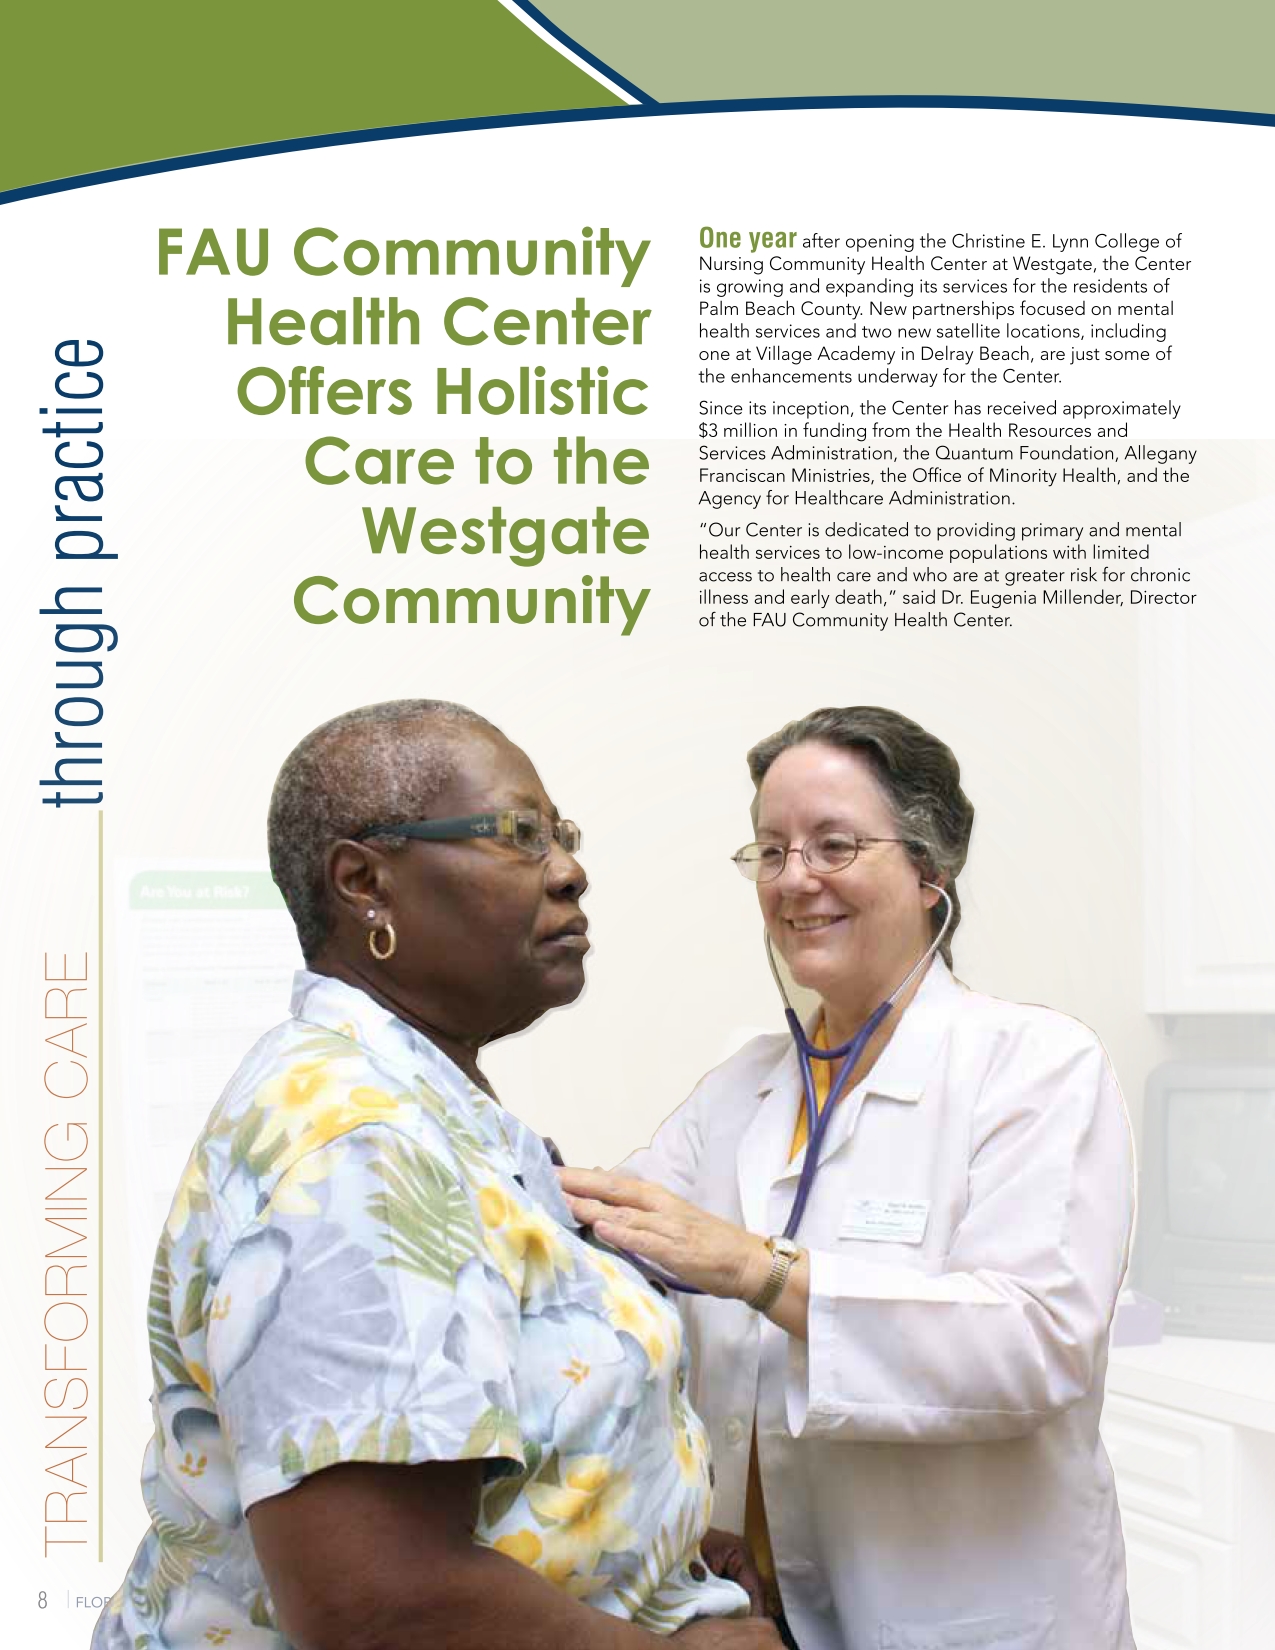 FAU Community
Health Center
Offers Holistic
Care to the
Westgate
Community
One year after opening the Christine E. Lynn College of
Nursing Community Health Center at Westgate, the Center
is growing and expanding its services for the residents of
Palm Beach County. New partnerships focused on mental
health services and two new satellite locations, including
one at Village Academy in Delray Beach, are just some of
the enhancements underway for the Center.
Since its inception, the Center has received approximately
$3 million in funding from the Health Resources and
Services Administration, the Quantum Foundation, Allegany
Franciscan Ministries, the Office of Minority Health, and the
Agency for Healthcare Administration.
“Our Center is dedicated to providing primary and mental
health services to low-income populations with limited
access to health care and who are at greater risk for chronic
illness and early death,” said Dr. Eugenia Millender, Director
of the FAU Community Health Center.
TRANSFORMING CARE through practice
Are You at Risk?
8 | FLOR